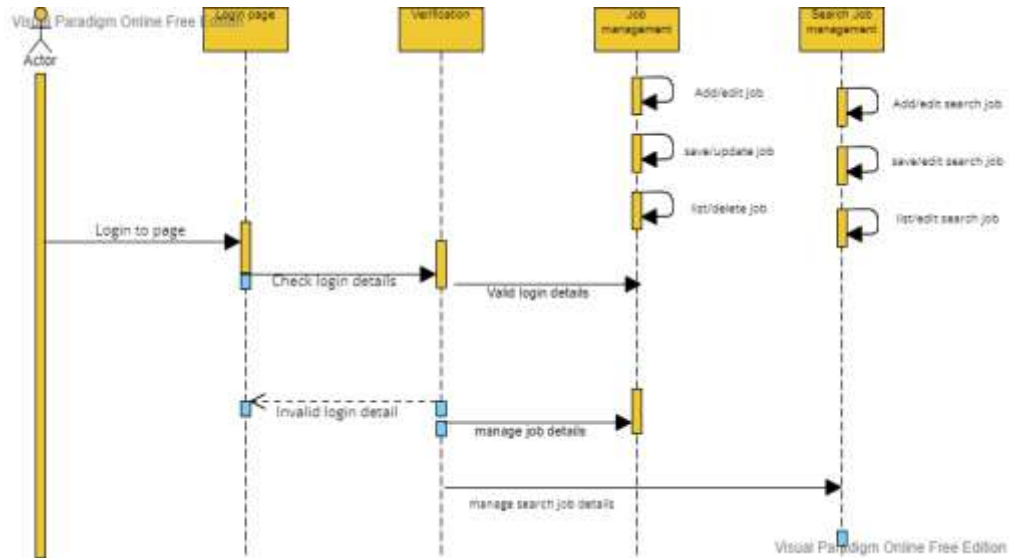 Visual Paradigm Online Free Edition
Login page
Verification
Job
management
Search Job
management
Actor
Add/edit job
Add/edit search job
save/update job
save/edit search job
list/delete job
list/edit search job
Login to page
Check login details
Valid login details
Invalid login detail
manage job details
manage search job details
Visual Paradigm Online Free Edition